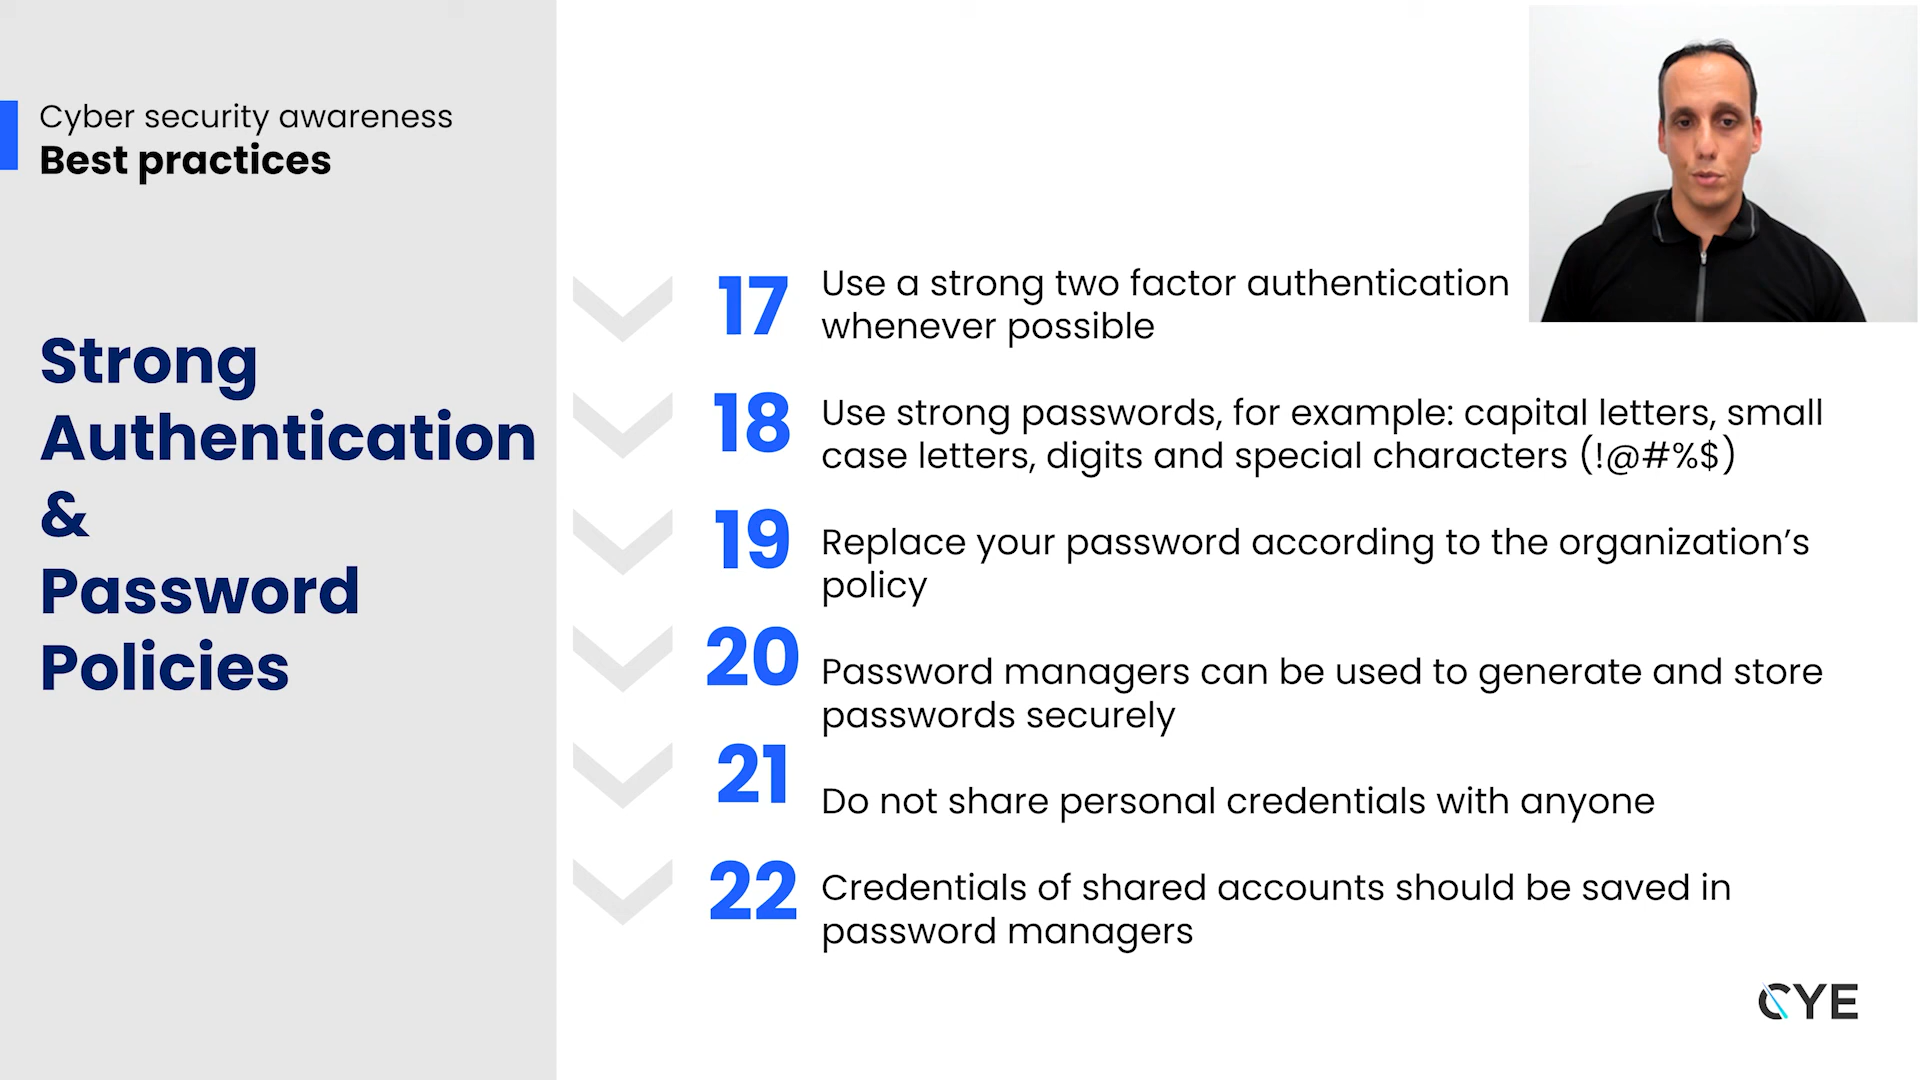 Cyber security awareness
Best practices
Strong
Authentication
&
Password
Policies
17
Use a strong two factor authentication
whenever possible
18
Use strong passwords, for example: capital letters, small
case letters, digits and special characters (!@#%$)
19
Replace your password according to the organization’s
policy
20
Password managers can be used to generate and store
passwords securely
21
Do not share personal credentials with anyone
22
Credentials of shared accounts should be saved in
password managers
CYE